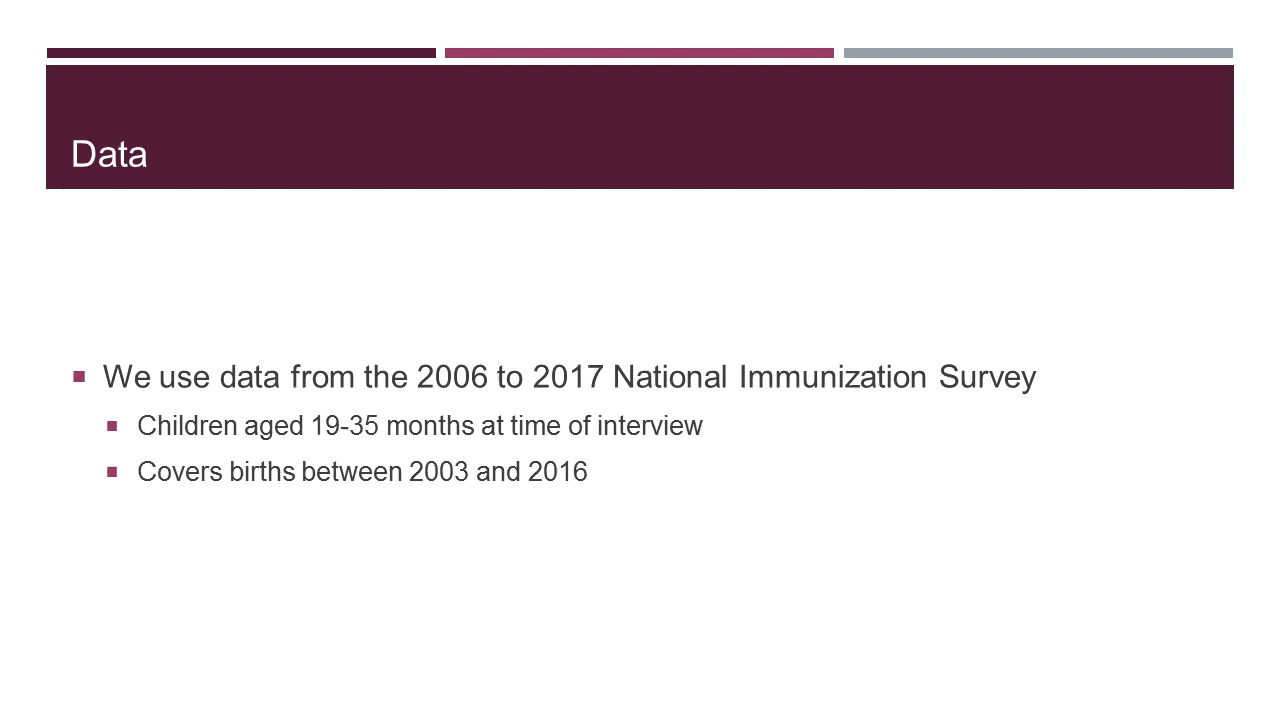 Data
We use data from the 2006 to 2017 National Immunization Survey
Children aged 19-35 months at time of interview
Covers births between 2003 and 2016